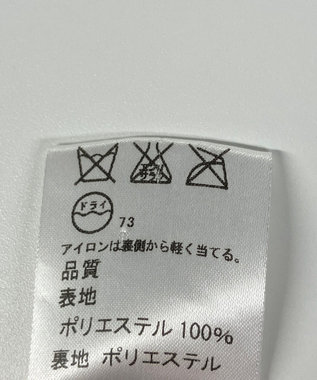 ドライ
73
アイロンは裏側から軽く当てる。
品質
表地
ポリエステル 100%
裏地 ポリエステル